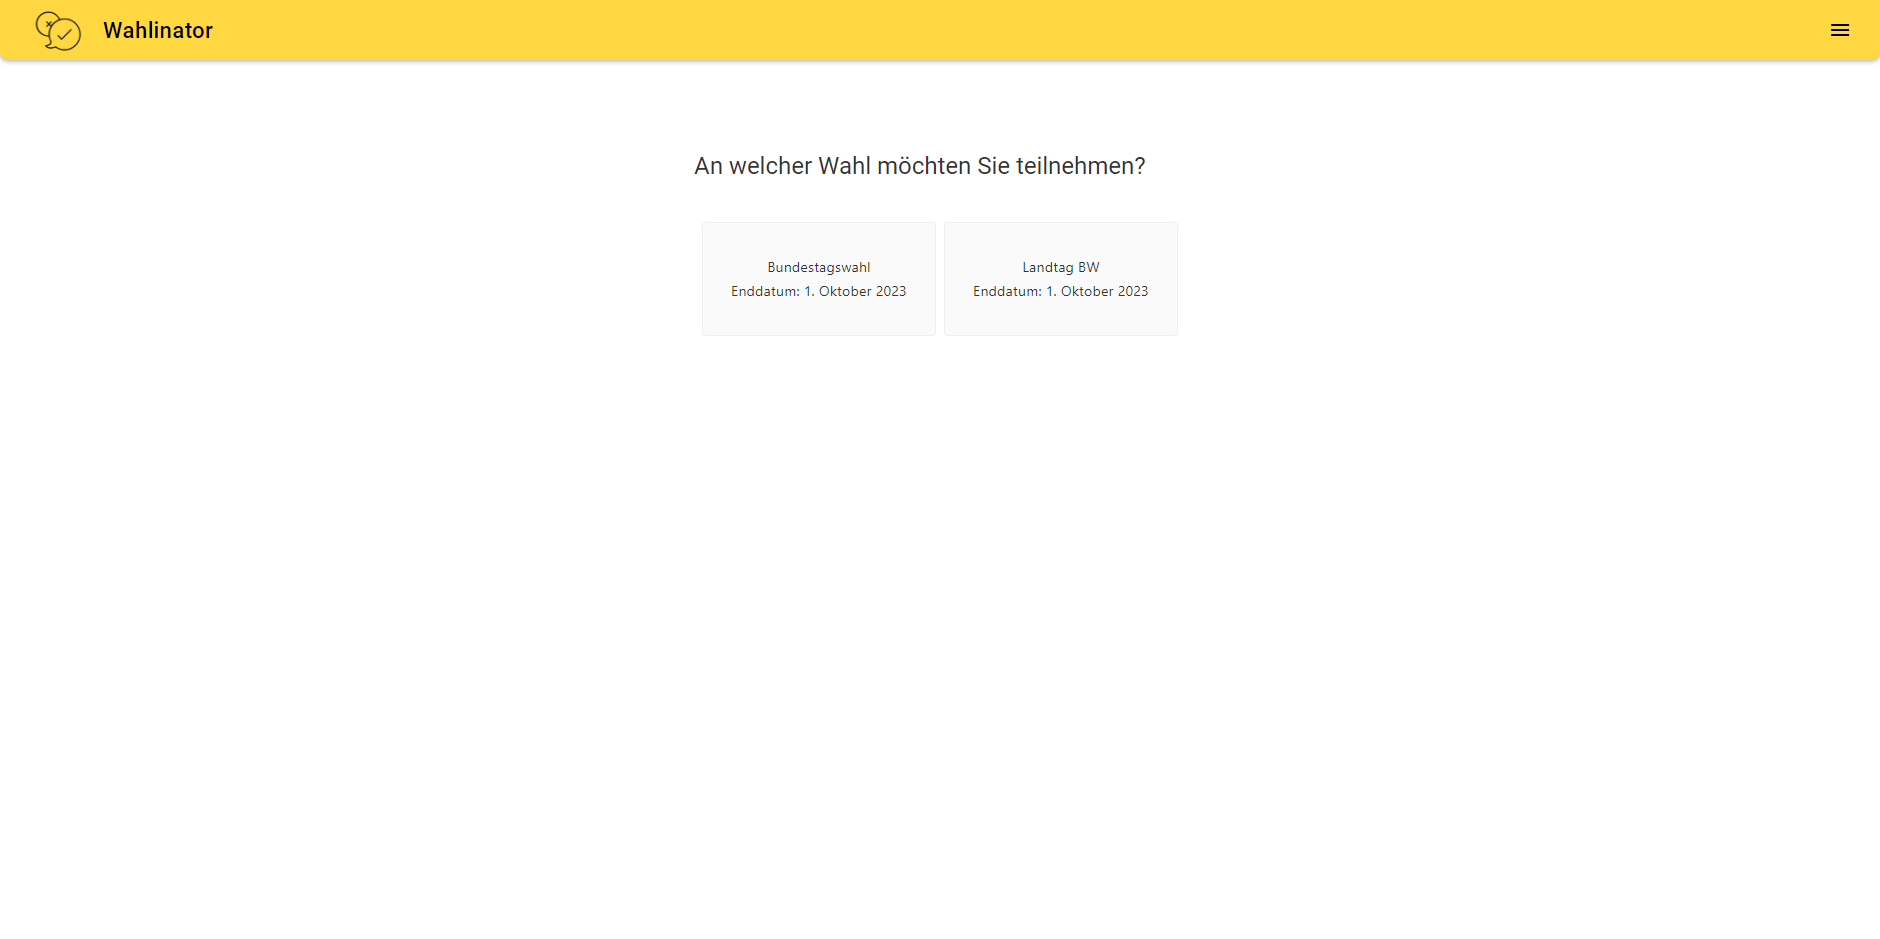 Wahlinator
An welcher Wahl möchten Sie teilnehmen?
Bundestagswahl
Enddatum: 1. Oktober 2023
Landtag BW
Enddatum: 1. Oktober 2023